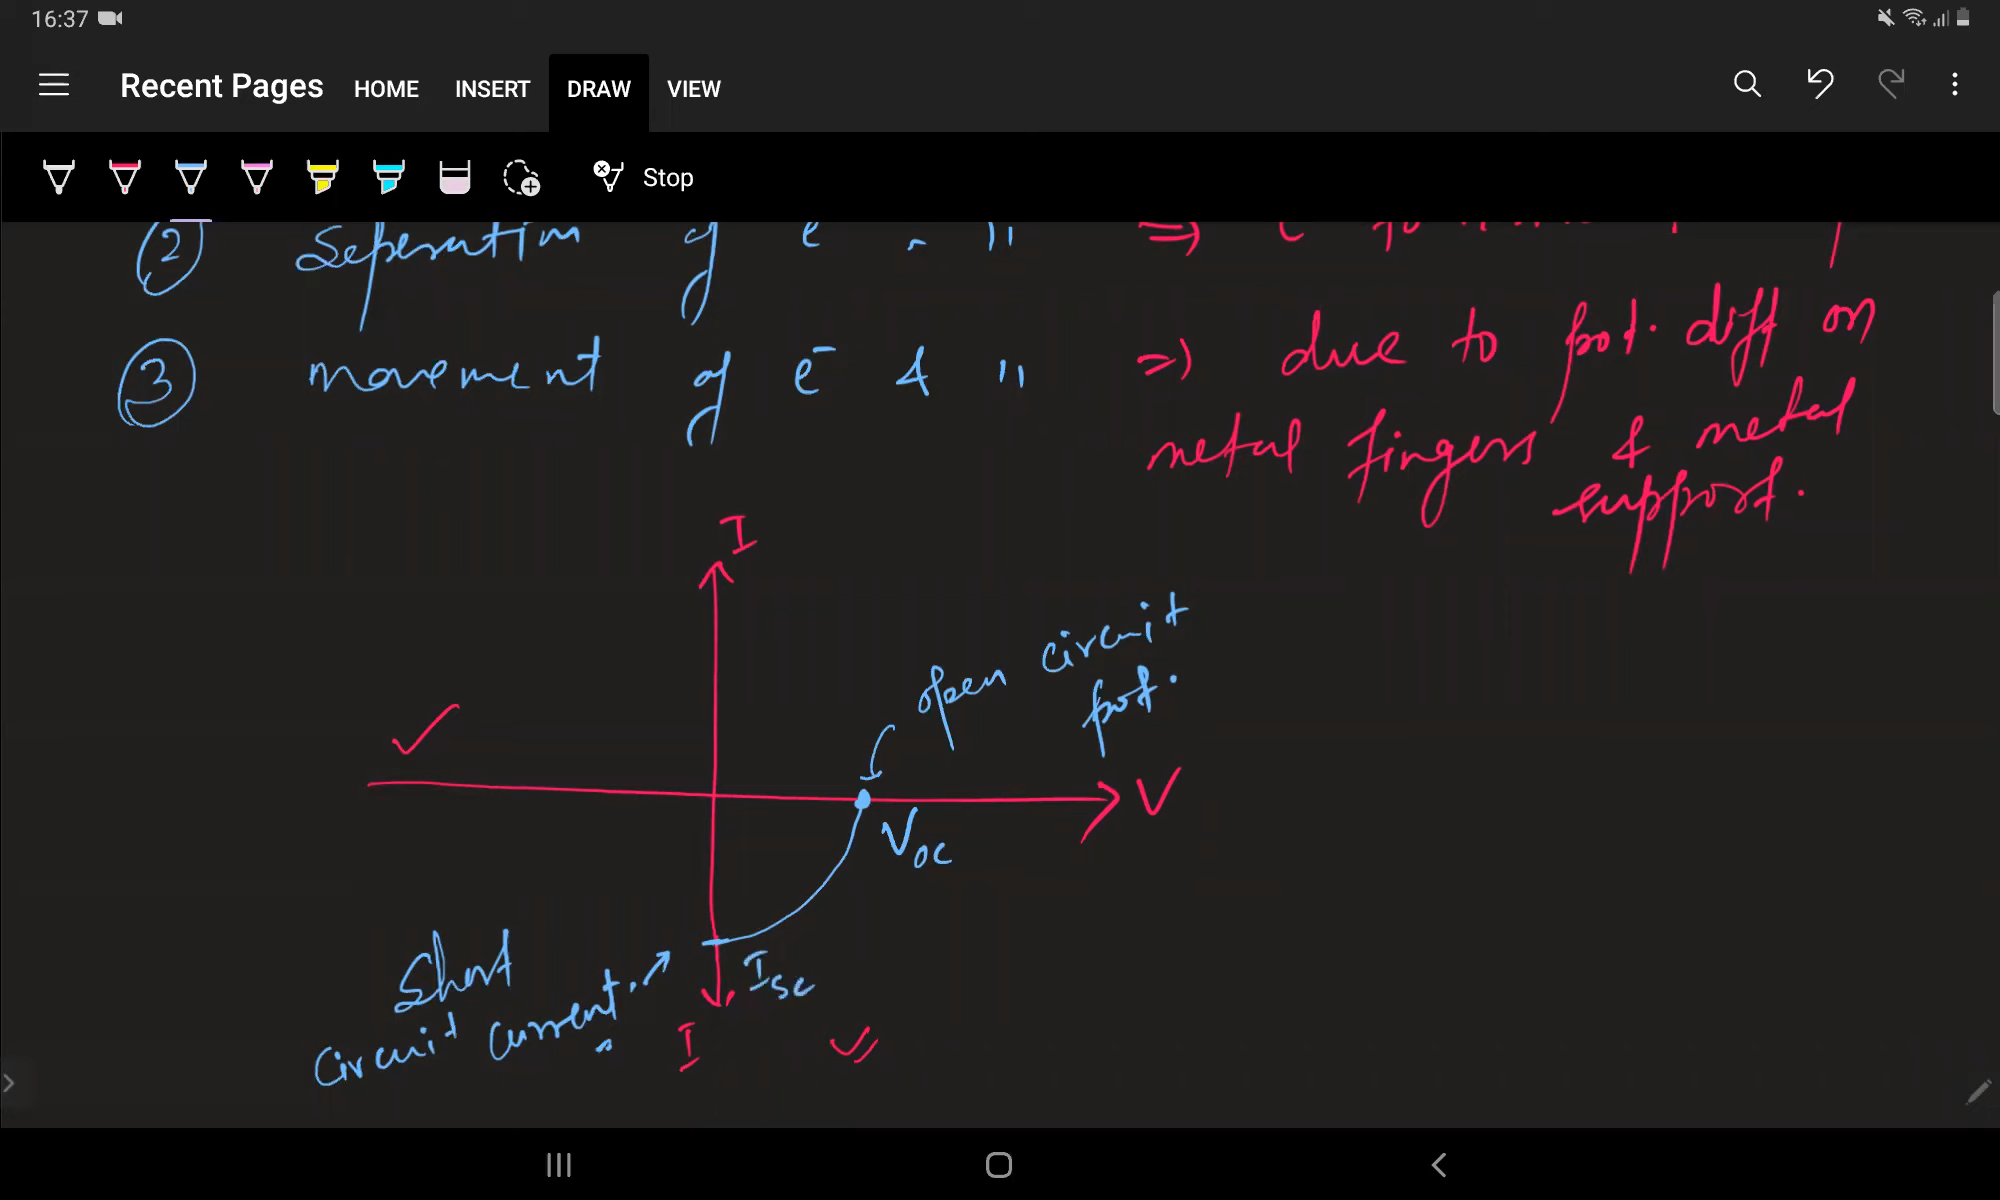 16:37
Recent Pages HOME INSERT DRAW VIEW
Stop
2 Seperation of e " =>
3 movement of e⁻ & " => due to pot. diff on
metal fingers & metal
support.
I
open circuit
pot.
V
Voc
Short
circuit current.
Isc
I